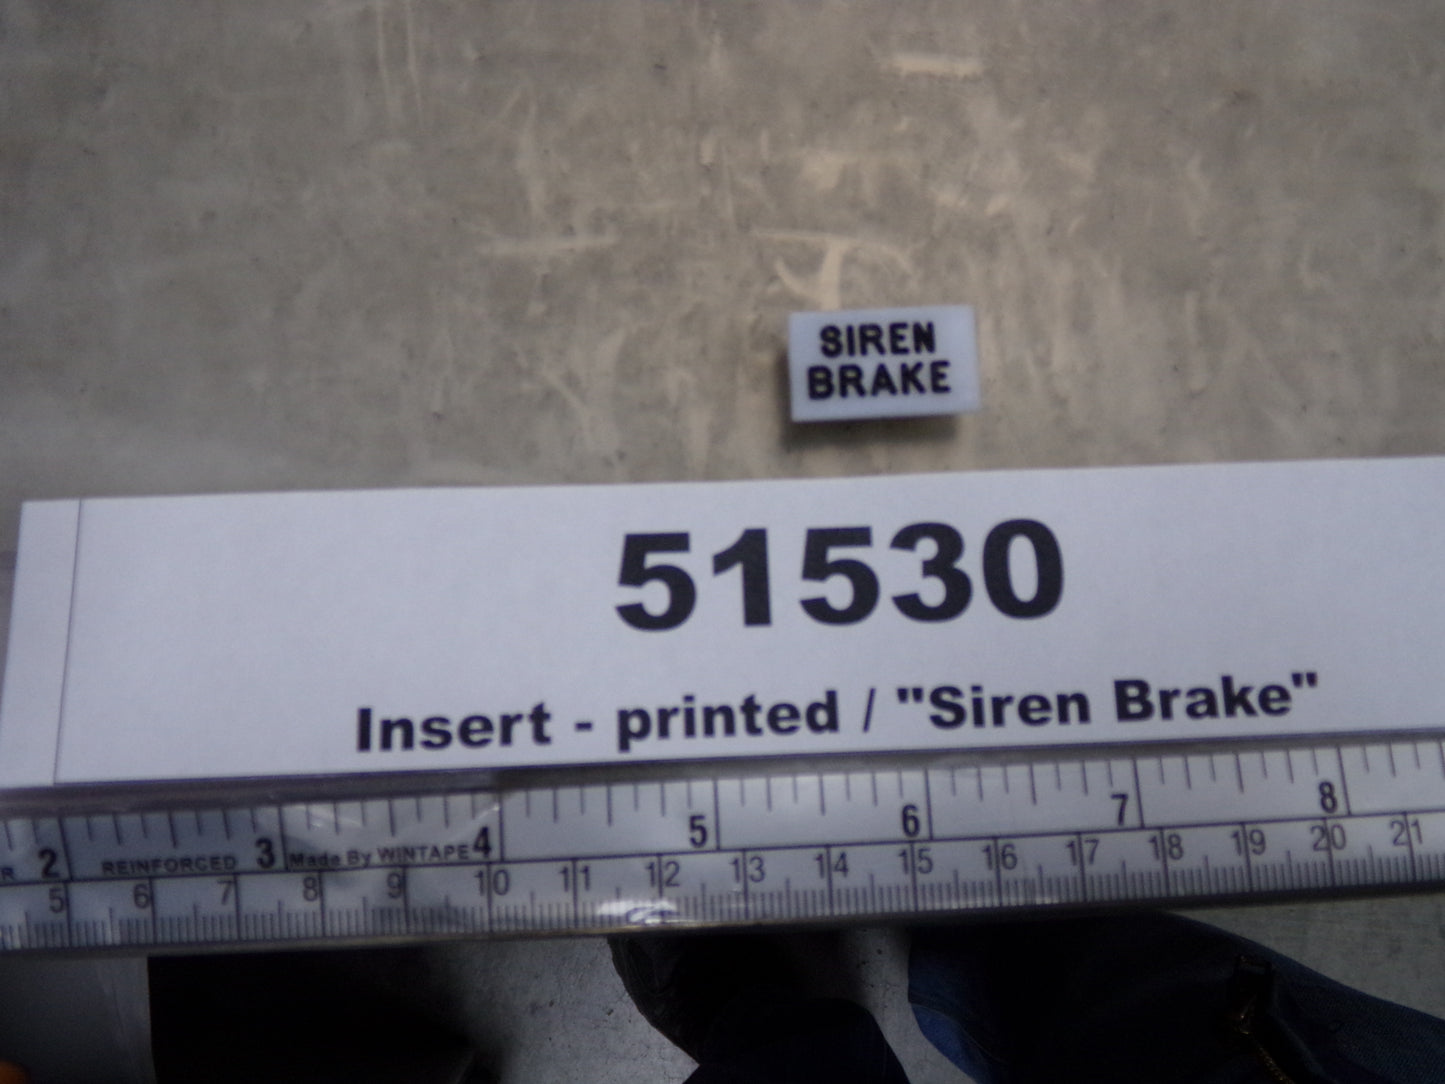 SIREN
BRAKE
51530
Insert - printed / "Siren Brake"
2 3 4 5 6 7 8
R REINFORCED Made By WINTAPE
5 6 7 8 9 10 11 12 13 14 15 16 17 18 19 20 21